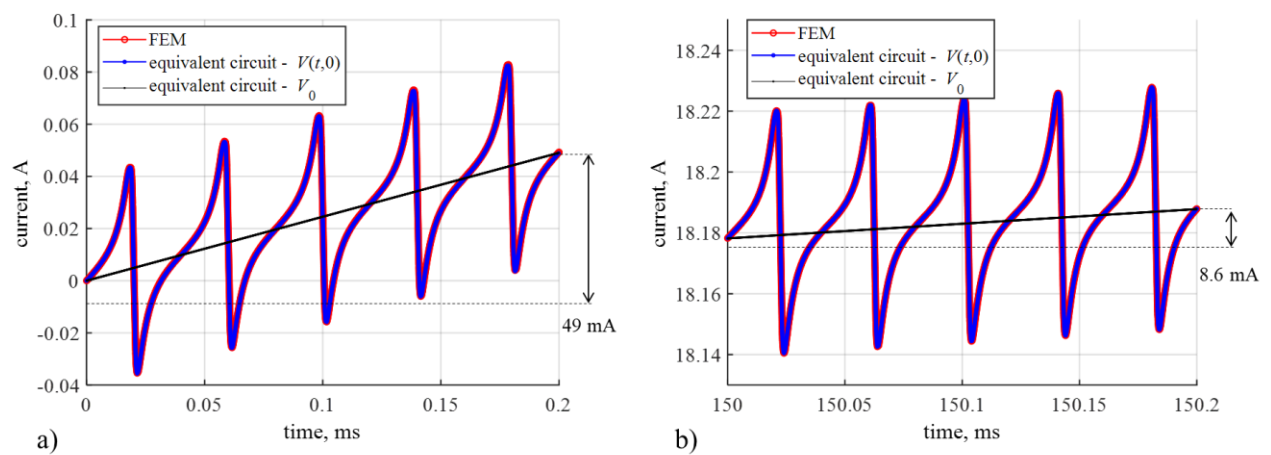 0.1
0.08
0.06
0.04
0.02
0
-0.02
-0.04
current, A
FEM
equivalent circuit - V(t,0)
equivalent circuit - V0
49 mA
0
0.05
0.1
0.15
0.2
time, ms
a)
18.24
18.22
18.2
18.18
18.16
18.14
current, A
FEM
equivalent circuit - V(t,0)
equivalent circuit - V0
8.6 mA
150
150.05
150.1
150.15
150.2
time, ms
b)